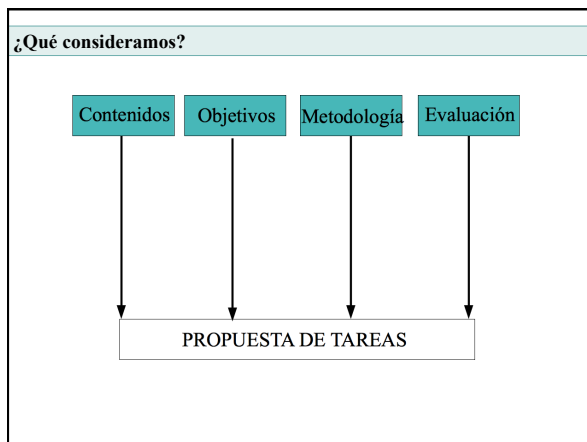 ¿Qué consideramos?
Contenidos Objetivos Metodología Evaluación
PROPUESTA DE TAREAS